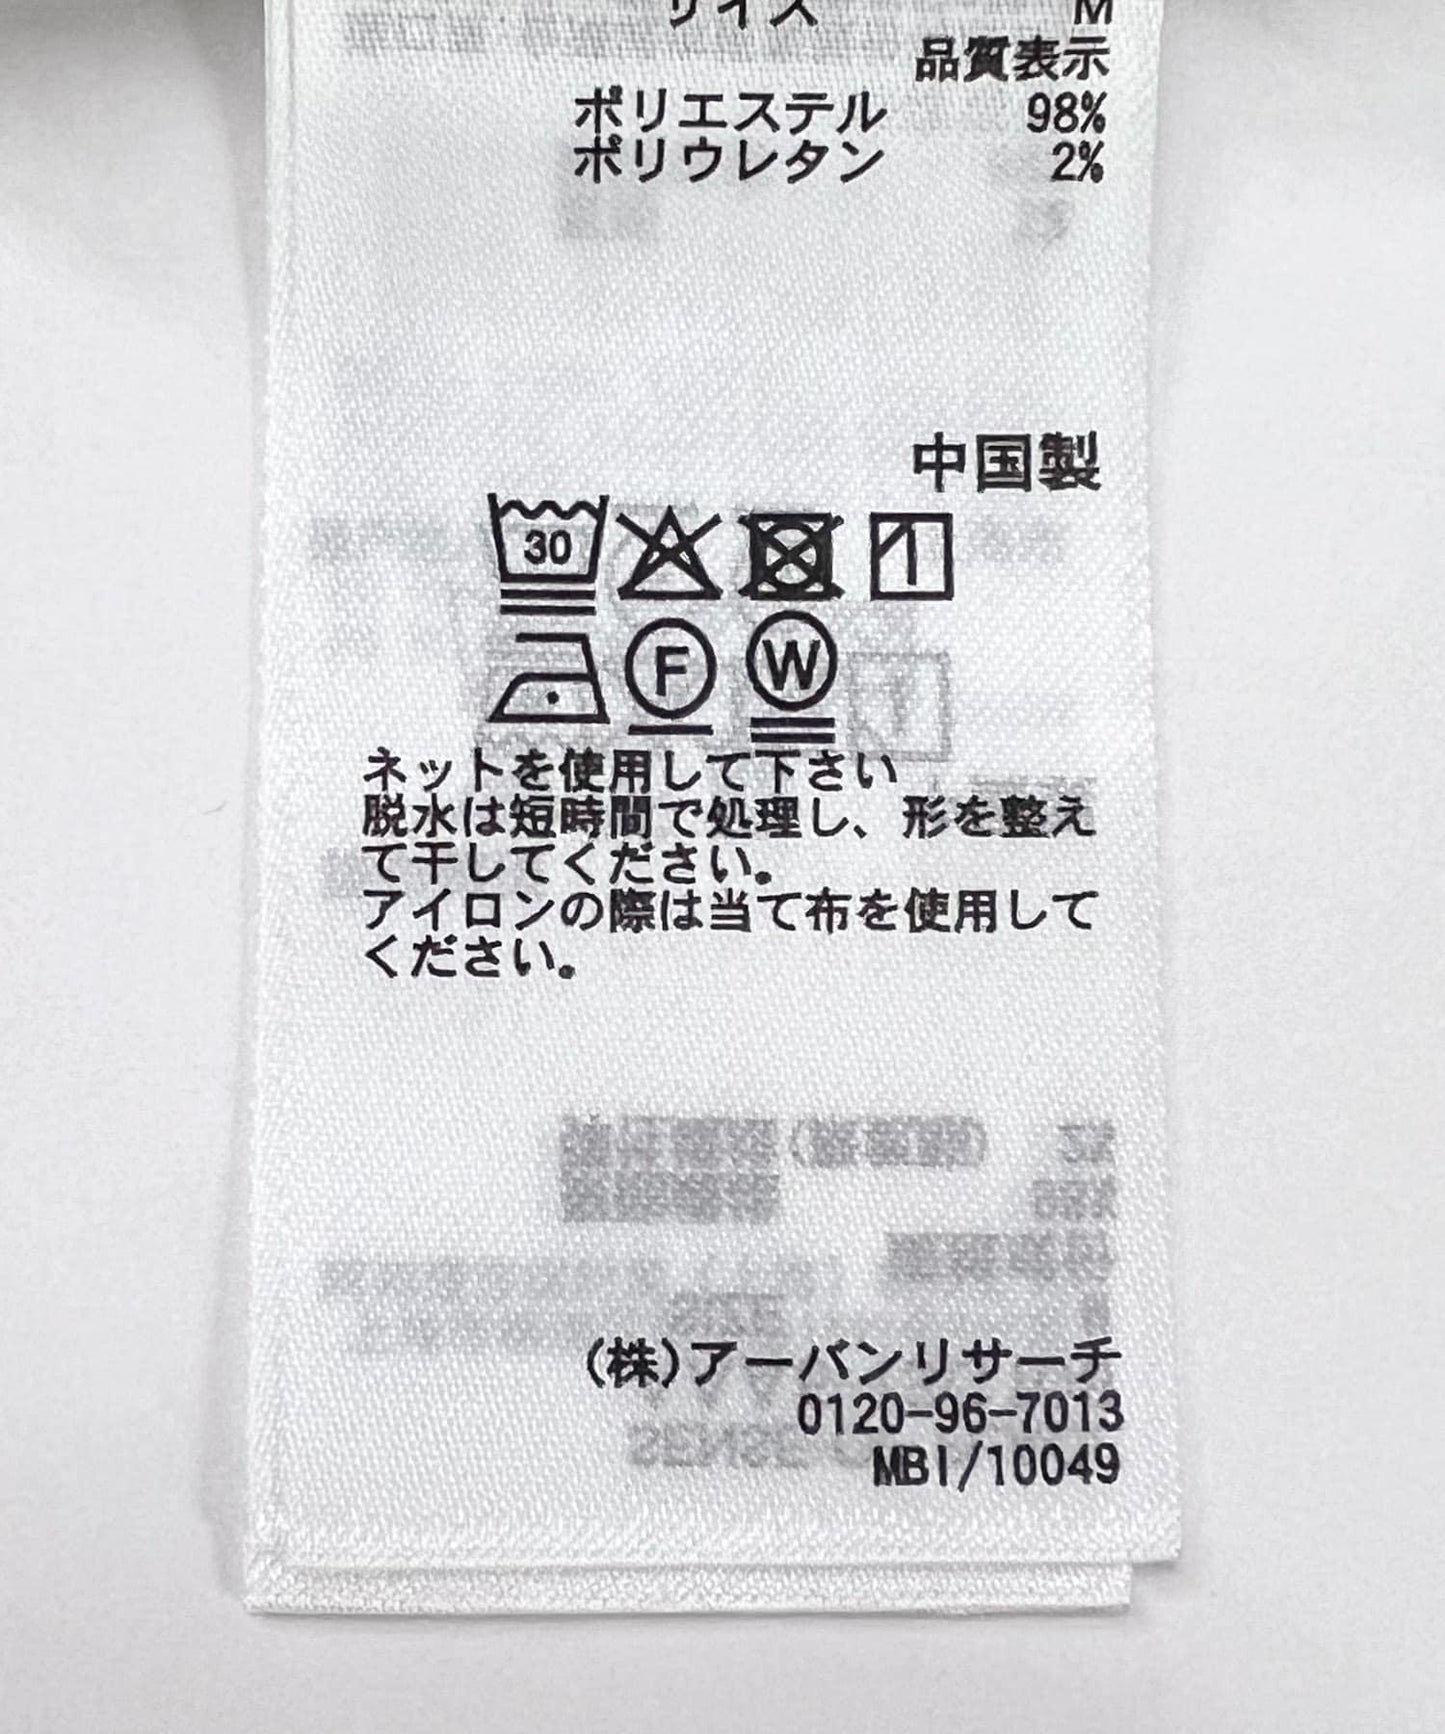 サイズ M
品質表示
ポリエステル 98%
ポリウレタン 2%
中国製
30
F W
ネットを使用して下さい
脱水は短時間で処理し、形を整え
て干してください。
アイロンの際は当て布を使用して
ください。
(株)アーバンリサーチ
0120-96-7013
MBI/10049